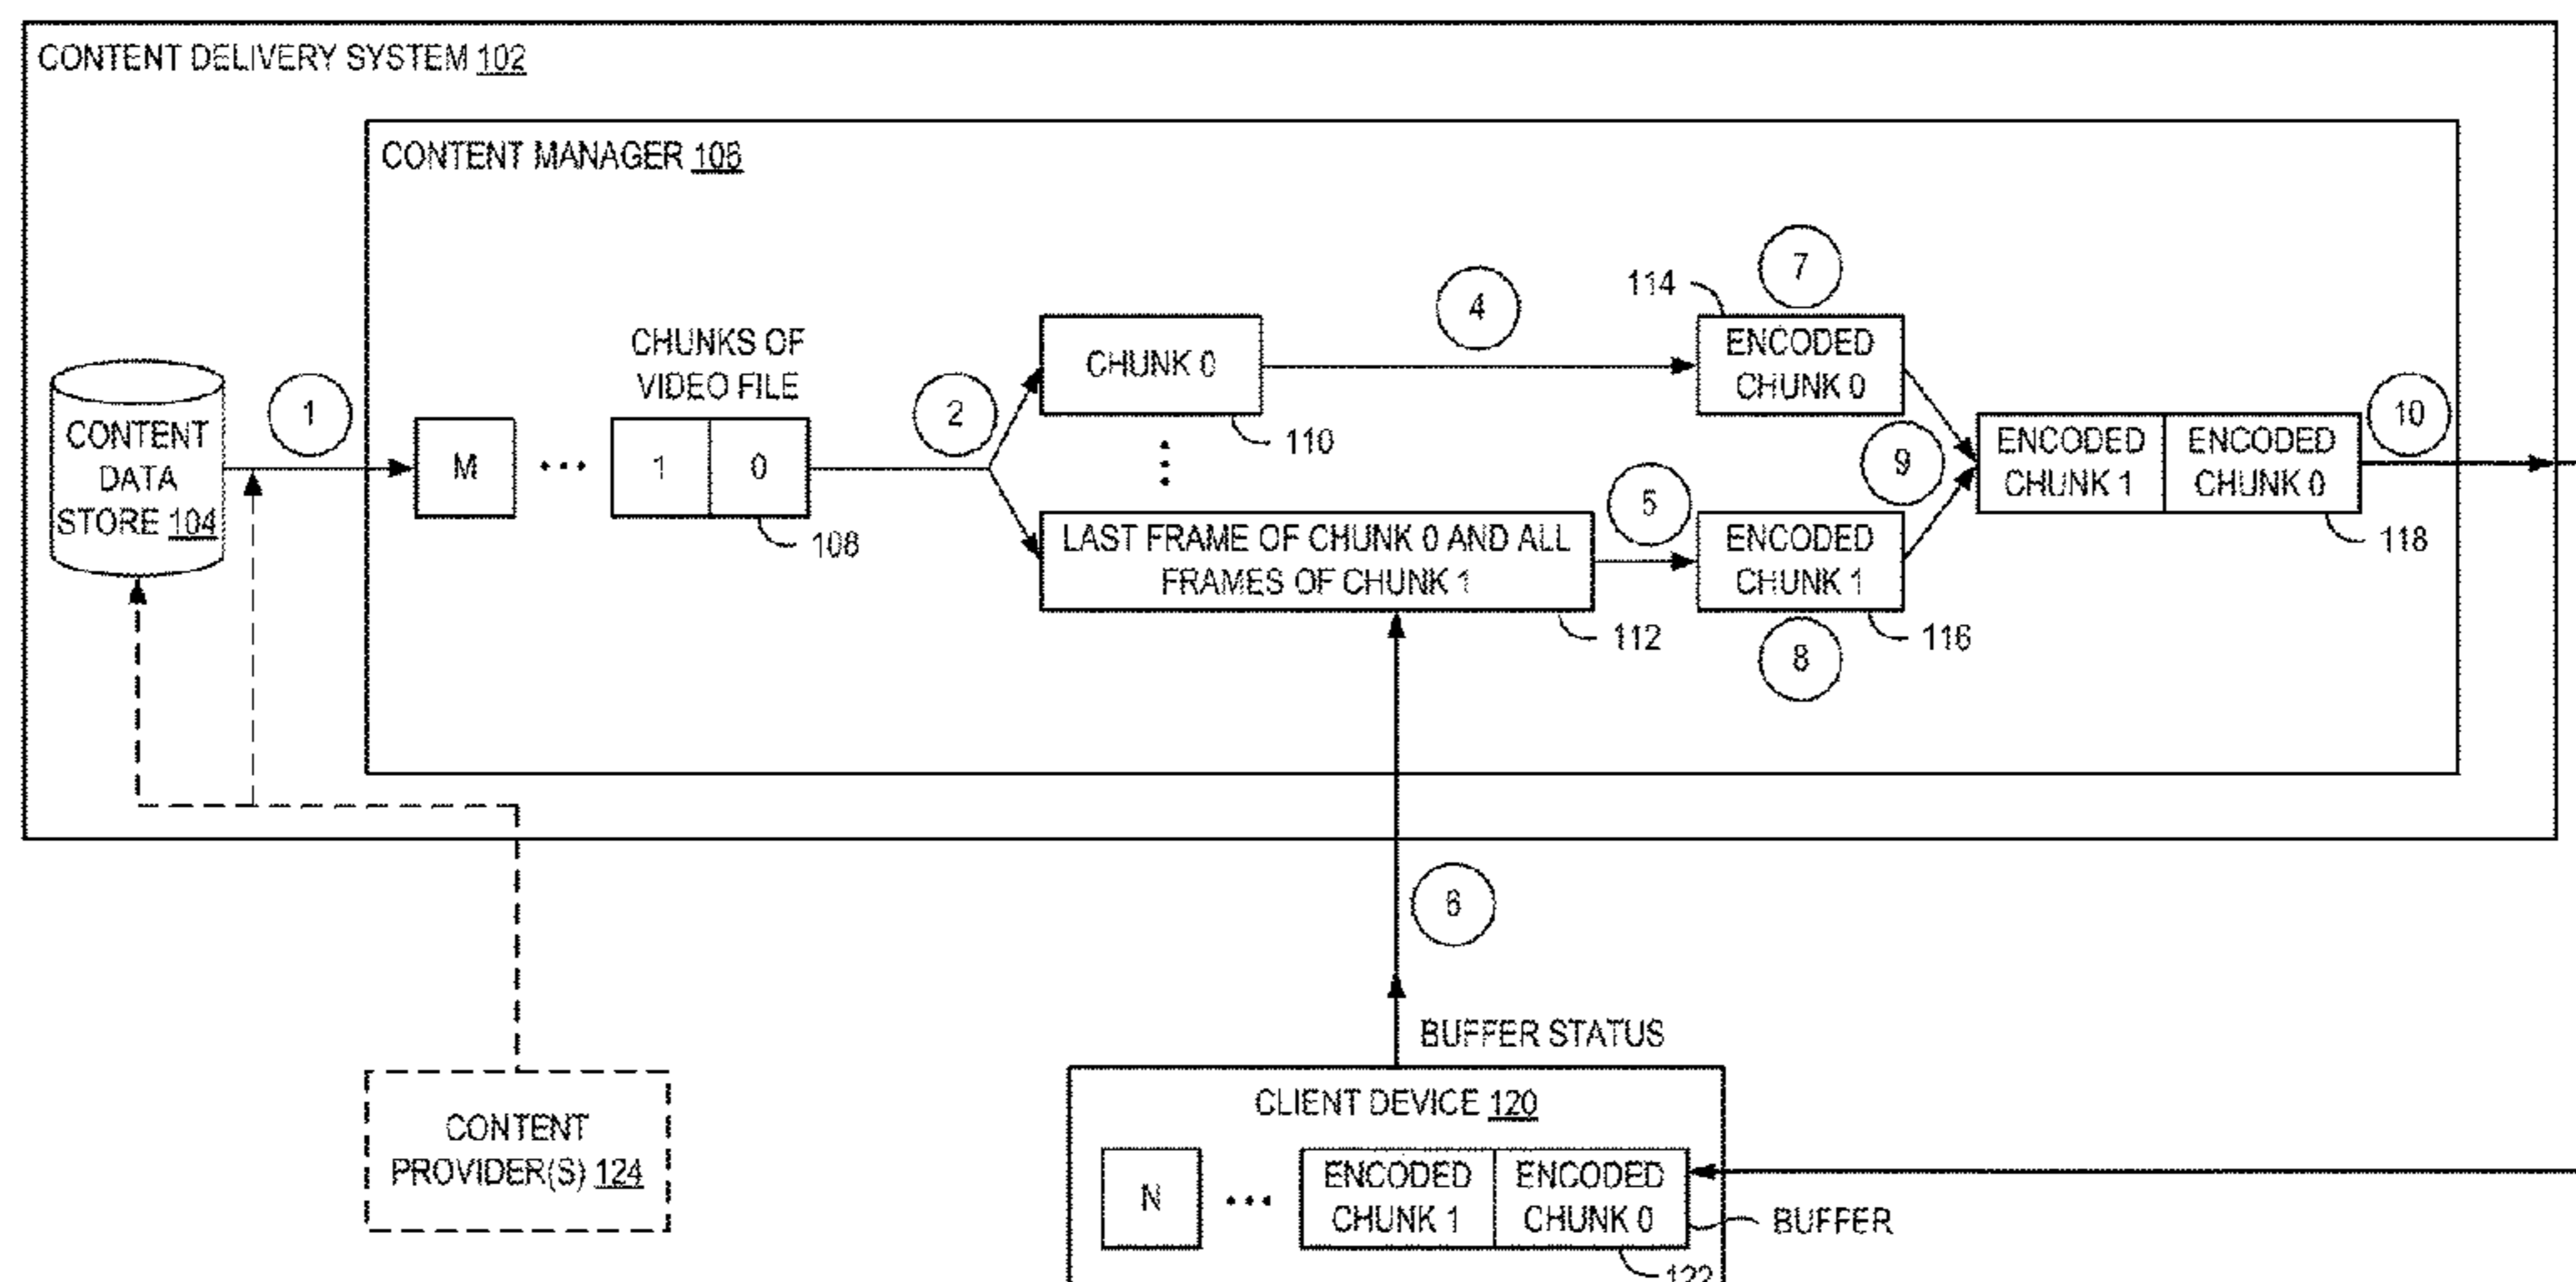 CONTENT DELIVERY SYSTEM 102
CONTENT MANAGER 106
CHUNKS OF
VIDEO FILE
CONTENT
DATA
STORE 104
1
M
...
1
0
108
2
CHUNK 0
110
LAST FRAME OF CHUNK 0 AND ALL
FRAMES OF CHUNK 1
112
4
5
114
7
ENCODED
CHUNK 0
ENCODED
CHUNK 1
116
8
9
ENCODED
CHUNK 1
ENCODED
CHUNK 0
118
10
6
BUFFER STATUS
CONTENT
PROVIDER(S) 124
CLIENT DEVICE 120
N
...
ENCODED
CHUNK 1
ENCODED
CHUNK 0
BUFFER
122